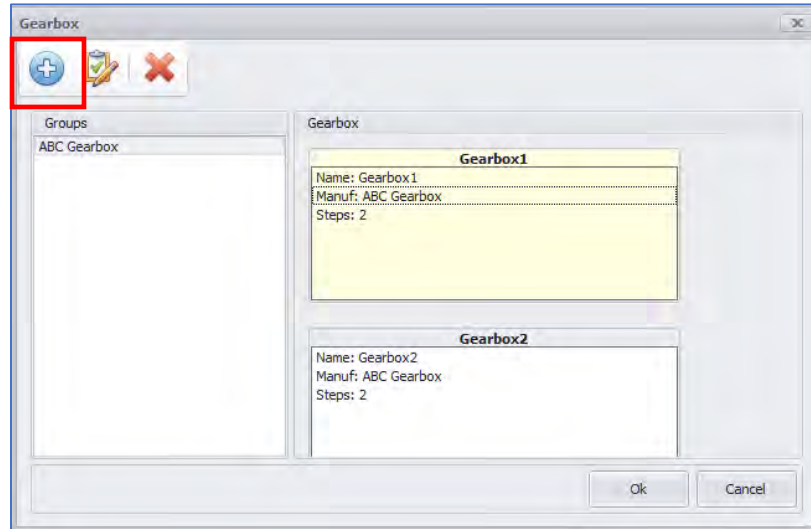 Gearbox
Groups
ABC Gearbox
Gearbox
Gearbox1
Name: Gearbox1
Manuf: ABC Gearbox
Steps: 2
Gearbox2
Name: Gearbox2
Manuf: ABC Gearbox
Steps: 2
Ok
Cancel